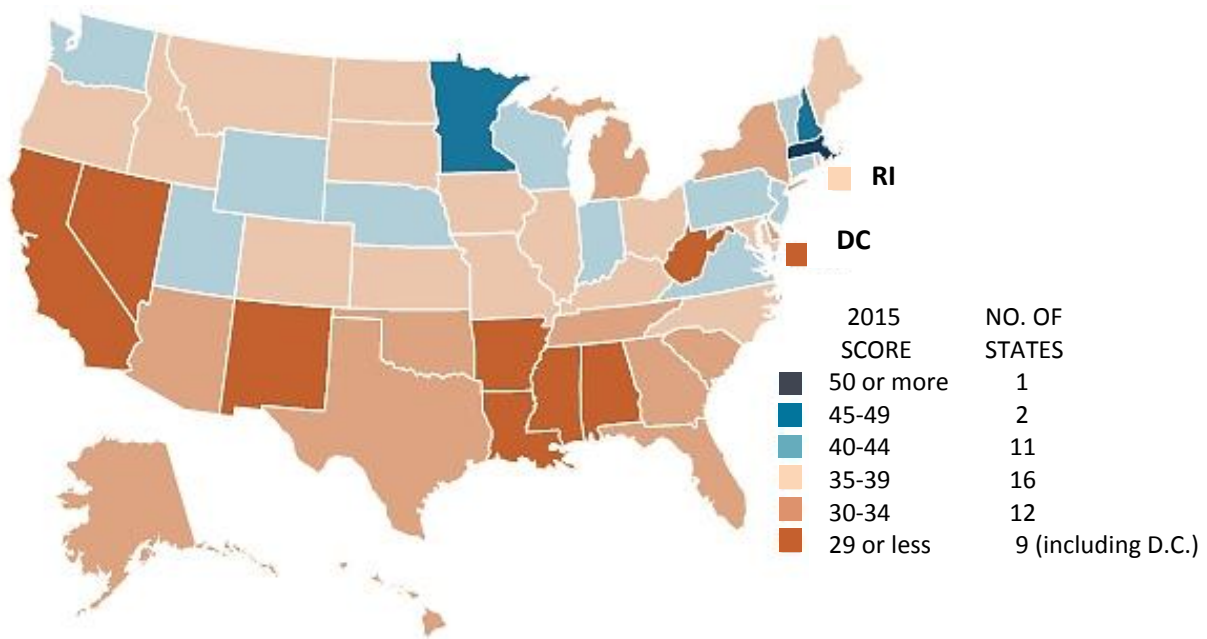 RI
DC
2015 NO. OF
SCORE STATES
50 or more 1
45-49 2
40-44 11
35-39 16
30-34 12
29 or less 9 (including D.C.)